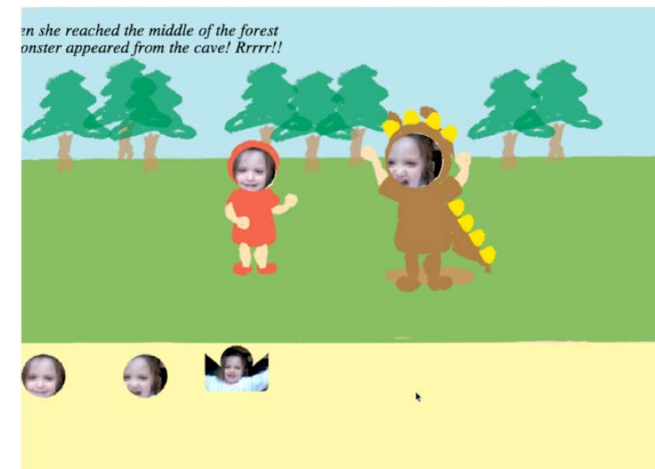 en she reached the middle of the forest
onster appeared from the cave! Rrrrr!!